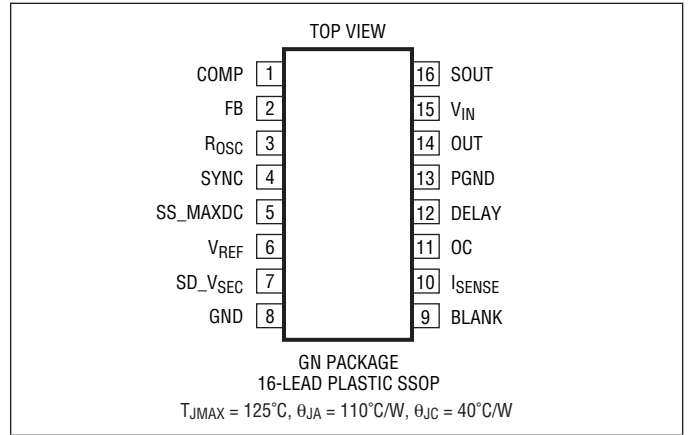 TOP VIEW
COMP 1 16 SOUT
FB 2 15 VIN
ROSC 3 14 OUT
SYNC 4 13 PGND
SS_MAXDC 5 12 DELAY
VREF 6 11 OC
SD_VSEC 7 10 ISENSE
GND 8 9 BLANK
GN PACKAGE
16-LEAD PLASTIC SSOP
TJMAX = 125°C, θJA = 110°C/W, θJC = 40°C/W